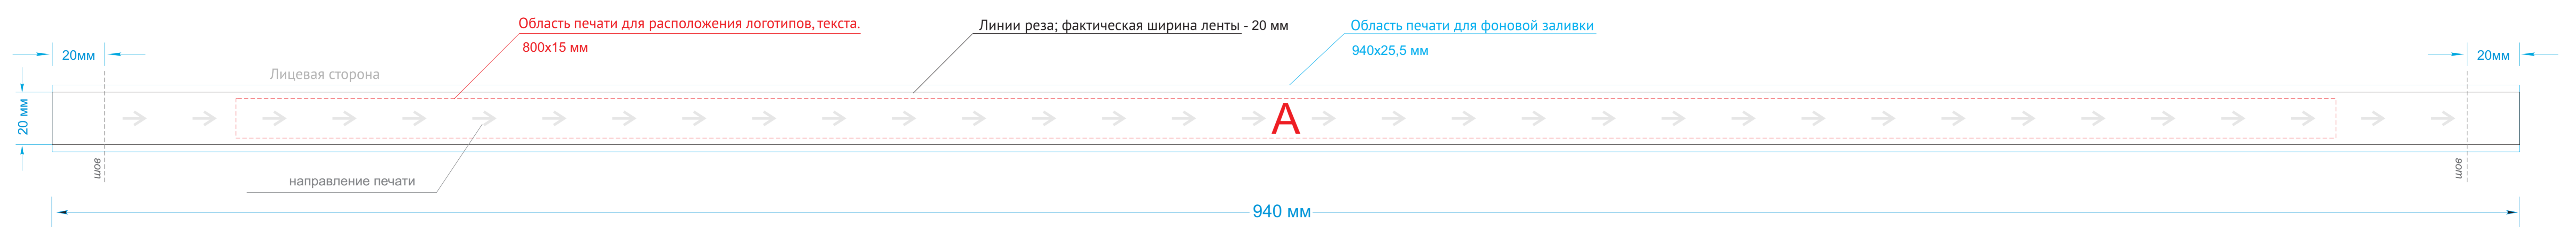 Область печати для расположения логотипов, текста.
800х15 мм
Линии реза; фактическая ширина ленты - 20 мм
Область печати для фоновой заливки
940х25,5 мм
20мм
20мм
Лицевая сторона
20 мм
А
шов
шов
направление печати
940 мм